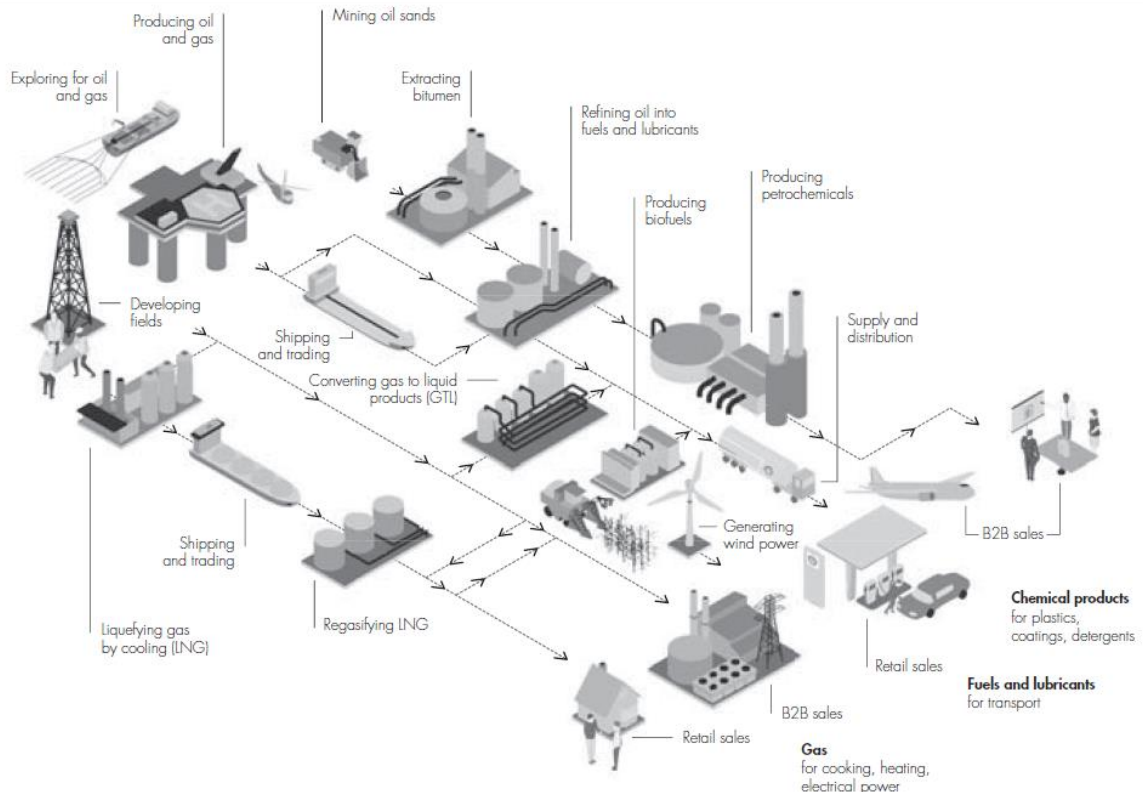 Mining oil sands
Producing oil
and gas
Exploring for oil
and gas
Extracting
bitumen
Refining oil into
fuels and lubricants
Producing
petrochemicals
Producing
biofuels
Developing
fields
Shipping
and trading
Supply and
distribution
Converting gas to liquid
products (GTL)
Shipping
and trading
Generating
wind power
B2B sales
Liquefying gas
by cooling (LNG)
Regasifying LNG
Chemical products
for plastics,
coatings, detergents
Retail sales
Fuels and lubricants
for transport
B2B sales
Retail sales
Gas
for cooking, heating,
electrical power